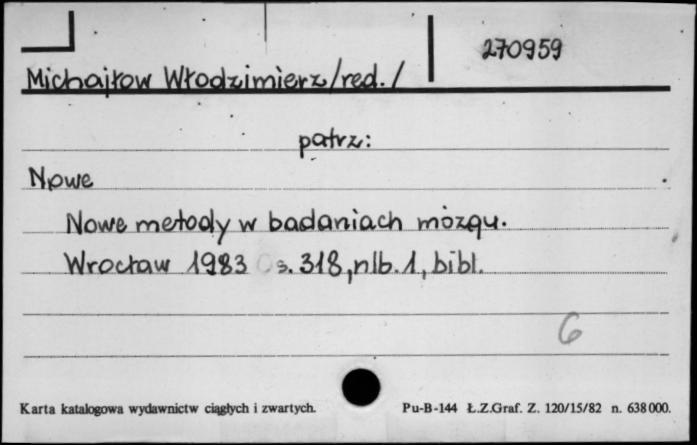 270959
Michajłow Włodzimierz/red./
patrz:
Nowe
Nowe metody w badaniach mózgu.
Wrocław 1983 s. 318, nlb. 1, bibl.
6
Karta katalogowa wydawnictw ciągłych i zwartych. Pu-B-144 Ł.Z.Graf. Z. 120/15/82 n. 638000.